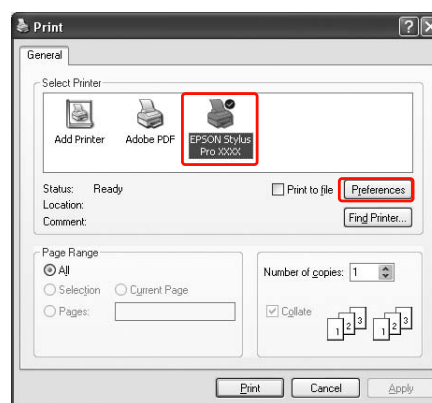 Print
General
Select Printer
Add Printer
Adobe PDF
EPSON Stylus
Pro XXXX
Status: Ready
Location:
Comment:
Print to file
Preferences
Find Printer...
Page Range
All
Selection
Current Page
Pages:
Number of copies: 1
Collate
1 2 3 1 2 3
Print
Cancel
Apply